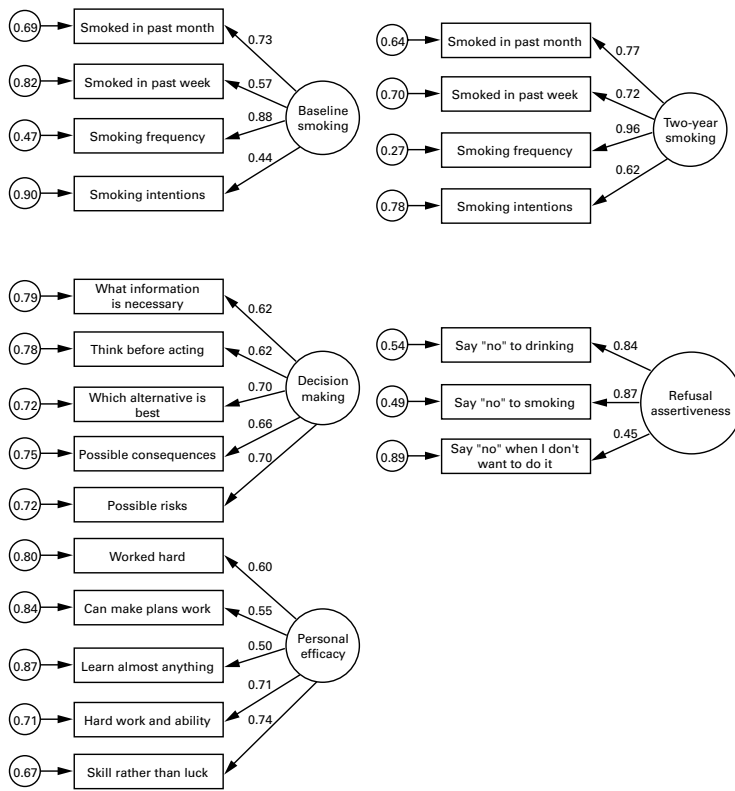 0.69
Smoked in past month
0.73
0.82
Smoked in past week
0.57
0.47
Smoking frequency
0.88
0.90
Smoking intentions
0.44
Baseline
smoking
0.64
Smoked in past month
0.77
0.70
Smoked in past week
0.72
0.27
Smoking frequency
0.96
0.78
Smoking intentions
0.62
Two-year
smoking
0.79
What information
is necessary
0.62
0.78
Think before acting
0.62
0.72
Which alternative is
best
0.70
0.75
Possible consequences
0.66
0.72
Possible risks
0.70
Decision
making
0.54
Say "no" to drinking
0.84
0.49
Say "no" to smoking
0.87
0.89
Say "no" when I don't
want to do it
0.45
Refusal
assertiveness
0.80
Worked hard
0.60
0.84
Can make plans work
0.55
0.87
Learn almost anything
0.50
0.71
Hard work and ability
0.71
0.67
Skill rather than luck
0.74
Personal
efficacy